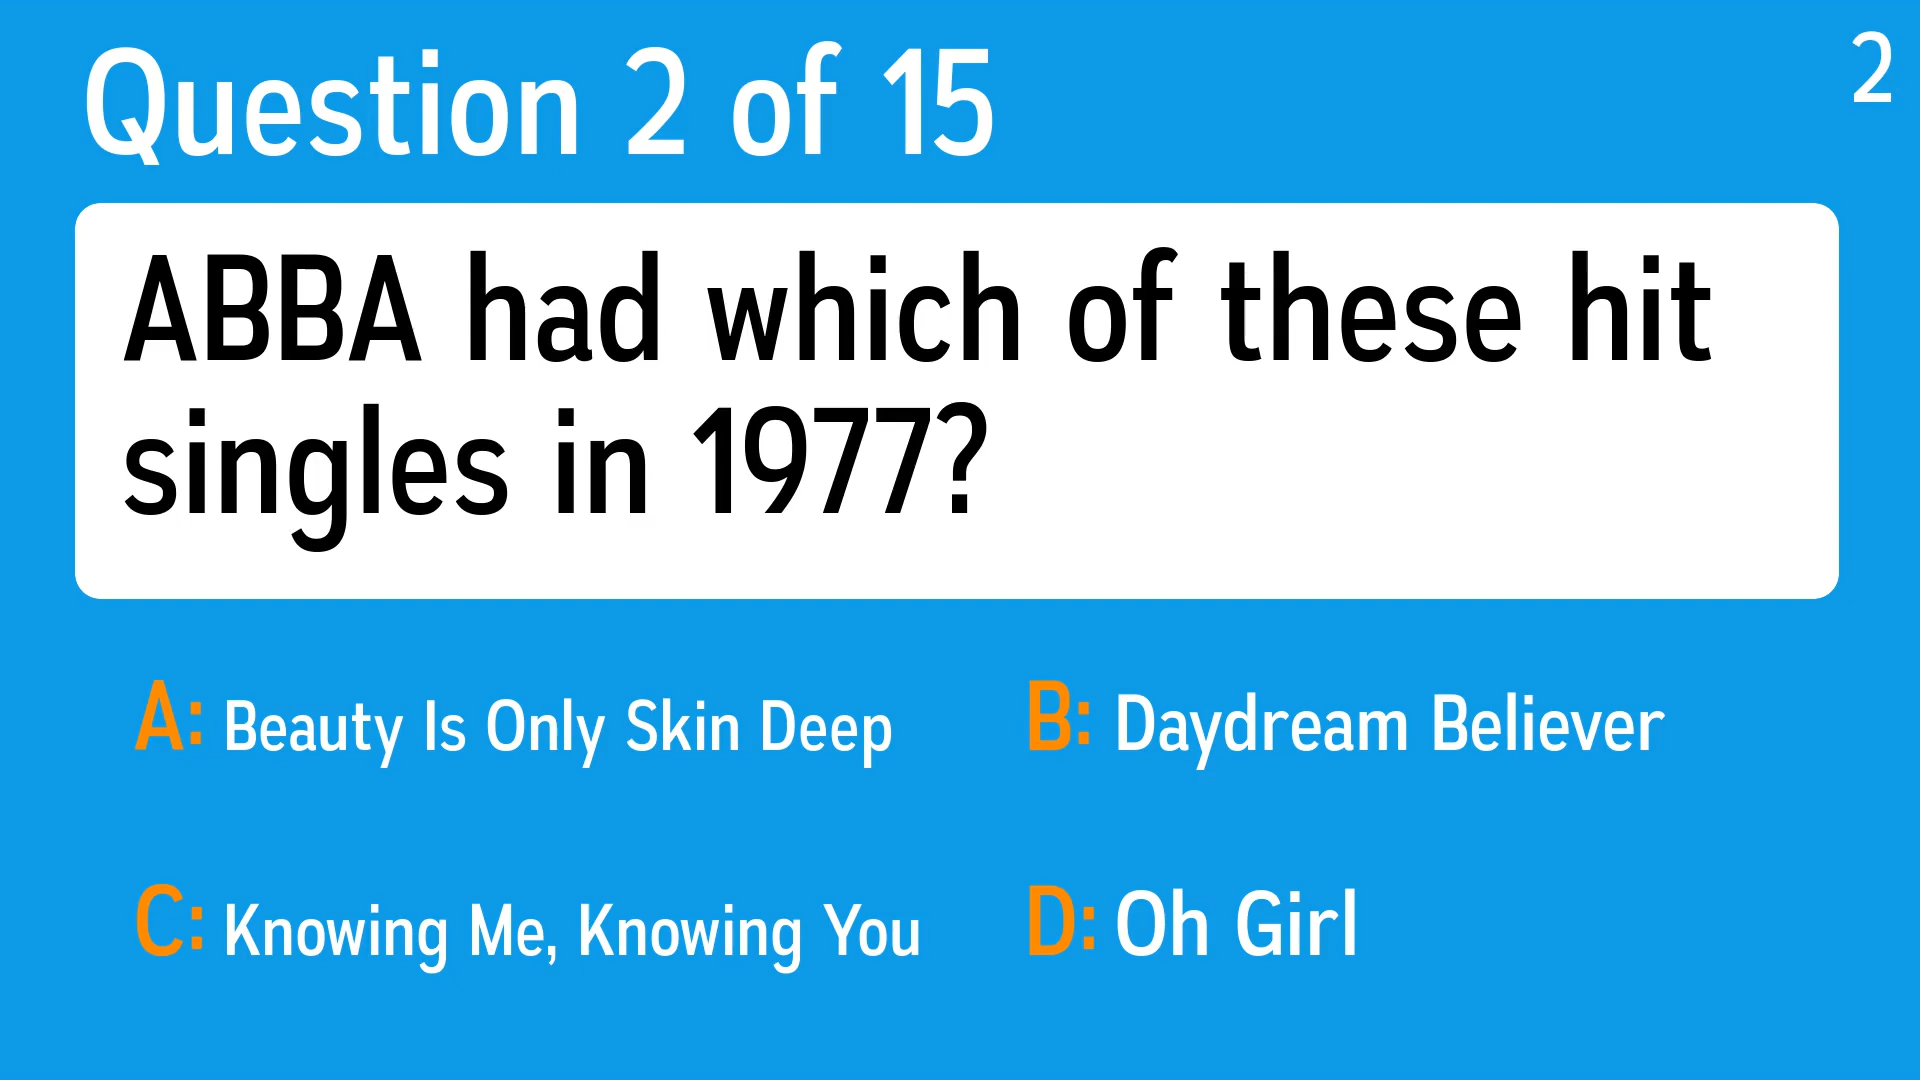 Question 2 of 15
2
ABBA had which of these hit
singles in 1977?
A: Beauty Is Only Skin Deep
B: Daydream Believer
C: Knowing Me, Knowing You
D: Oh Girl